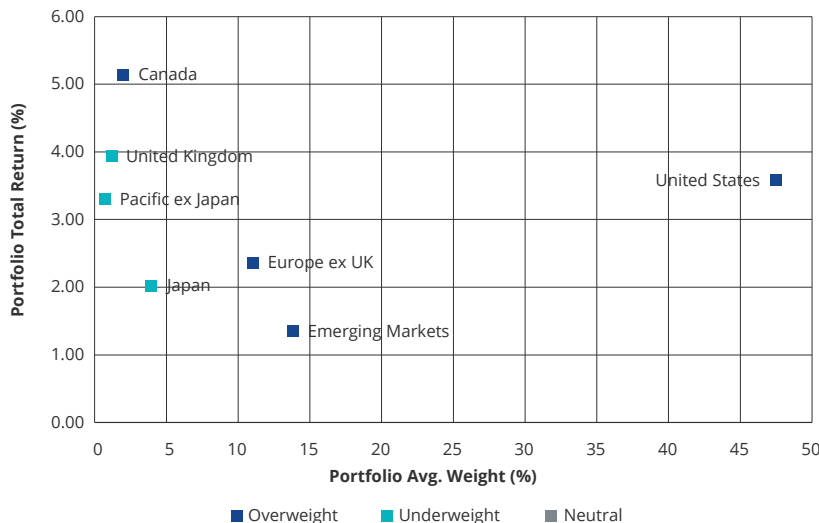 Portfolio Total Return (%)
6.00
5.00
4.00
3.00
2.00
1.00
0.00
Canada
United Kingdom
United States
Pacific ex Japan
Europe ex UK
Japan
Emerging Markets
0 5 10 15 20 25 30 35 40 45 50
Portfolio Avg. Weight (%)
Overweight Underweight Neutral